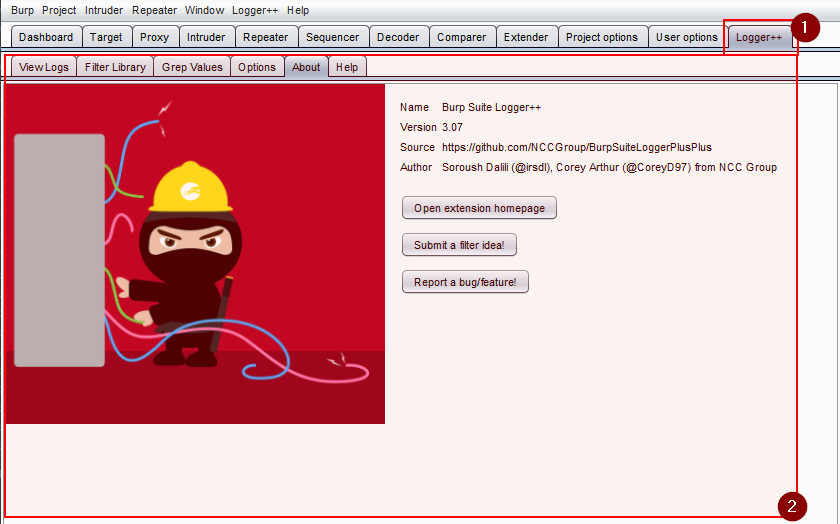 Burp Project Intruder Repeater Window Logger++ Help
1
Dashboard Target Proxy Intruder Repeater Sequencer Decoder Comparer Extender Project options User options Logger++
View Logs Filter Library Grep Values Options About Help
Name Burp Suite Logger++
Version 3.07
Source https://github.com/NCCGroup/BurpSuiteLoggerPlusPlus
Author Soroush Dalili (@irsdl), Corey Arthur (@CoreyD97) from NCC Group
Open extension homepage
Submit a filter idea!
Report a bug/feature!
2